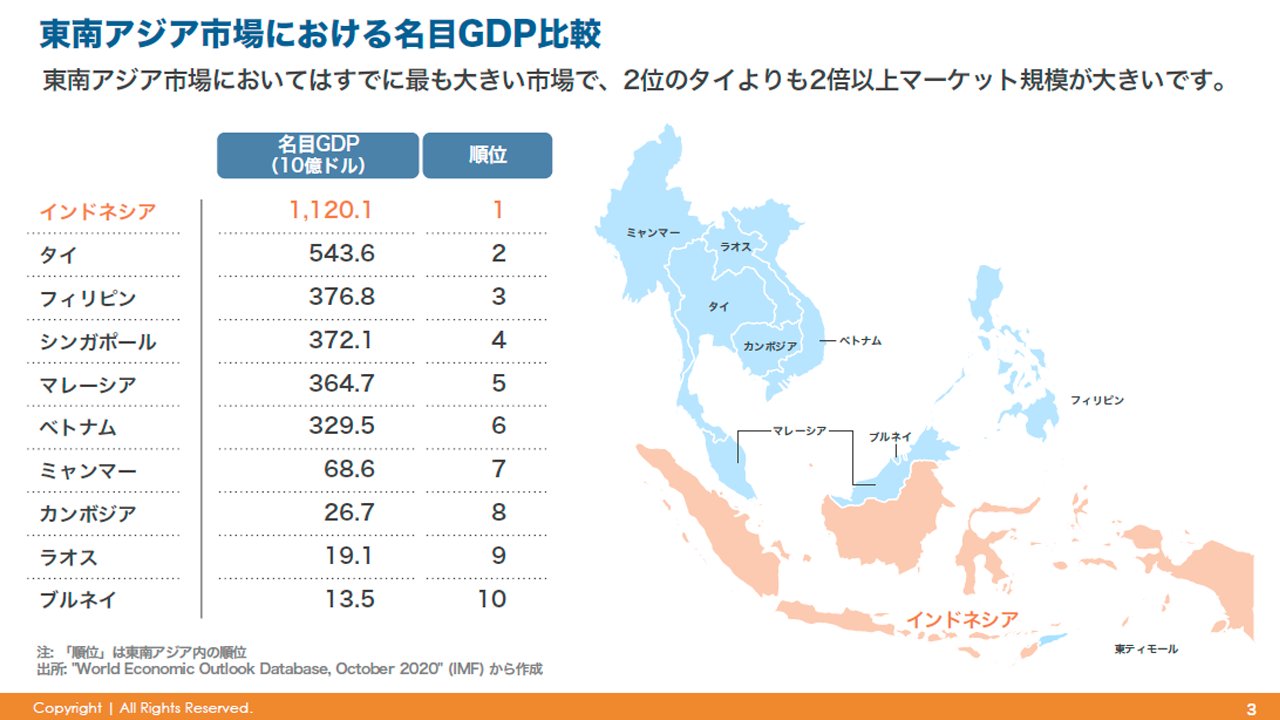 東南アジア市場における名目GDP比較
東南アジア市場においてはすでに最も大きい市場で、2位のタイよりも2倍以上マーケット規模が大きいです。
名目GDP
(10億ドル)
順位
インドネシア 1,120.1 1
タイ 543.6 2
フィリピン 376.8 3
シンガポール 372.1 4
マレーシア 364.7 5
ベトナム 329.5 6
ミャンマー 68.6 7
カンボジア 26.7 8
ラオス 19.1 9
ブルネイ 13.5 10
ミャンマー
ラオス
タイ
カンボジア
ベトナム
フィリピン
マレーシア
ブルネイ
インドネシア
東ティモール
注: 「順位」は東南アジア内の順位
出所: "World Economic Outlook Database, October 2020" (IMF) から作成
Copyright | All Rights Reserved.
3